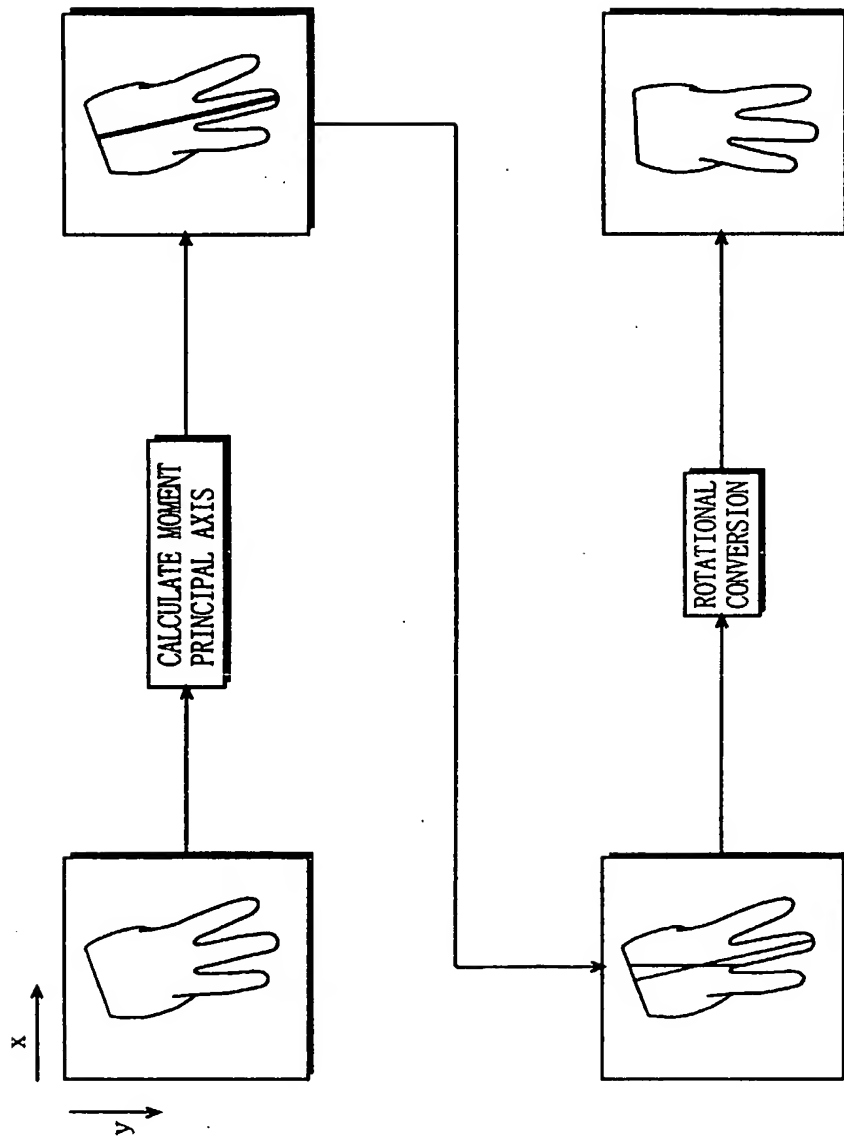 x
y
CALCULATE MOMENT
PRINCIPAL AXIS
ROTATIONAL
CONVERSION